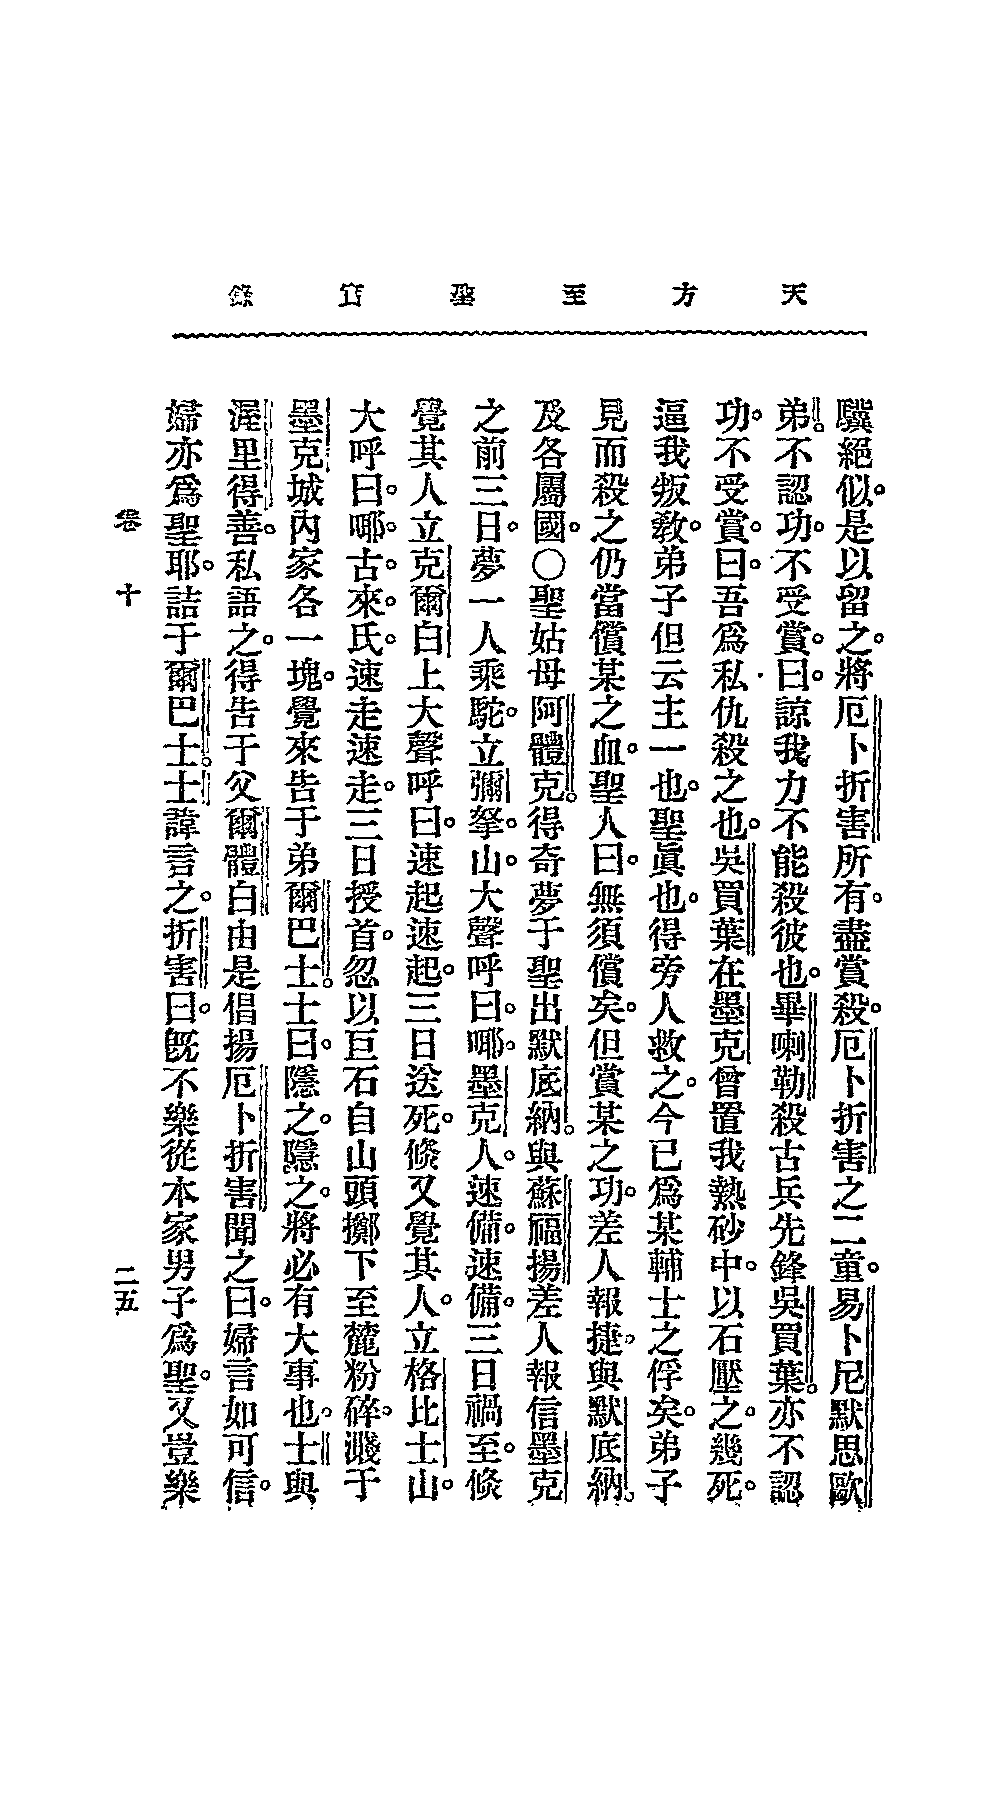 天方至聖實錄
驥絕似。是以留之。將厄卜折害所有。盡賞殺。厄卜折害之二童。易卜尼默思歐
弟。不認功。不受賞。曰。諒我力不能殺彼也。畢喇勒殺古兵先鋒吳買葉。亦不認
功。不受賞。曰。吾爲私仇殺之也。吳買葉在墨克曾置我熱砂中。以石壓之。幾死。
逼我叛教。弟子但云主一也。聖眞也。得旁人救之。今已爲某輔士之俘矣。弟子
見而殺之仍當償某之血。聖人曰。無須償矣。但賞某之功。差人報捷。與默底納。
及各屬國。〇聖姑母阿體克。得奇夢于聖出默底納。與蘇福揚差人報信墨克
之前三日。夢一人乘駝。立彌拏。山。大聲呼曰。哪。墨克人。速備。速備。三日禍至。倐
覺其人立克爾白上大聲呼曰。速起速起。三日送死。倐又覺其人。立格比士山。
大呼曰。哪。古。來。氏。速走速走。三日授首。忽以巨石自山頭擲下至麓粉碎。濺于
墨克城內家各一塊。覺來告于弟爾巴士。士曰。隱之。隱之。將必有大事也。士與
渥里得善。私語之。得告于父爾體白由是倡揚厄卜折害聞之曰。婦言如可信。
婦亦爲聖耶。詰于爾巴士。士諱言之。折害曰。旣不樂從本家男子爲聖。又豈樂
卷十 二五